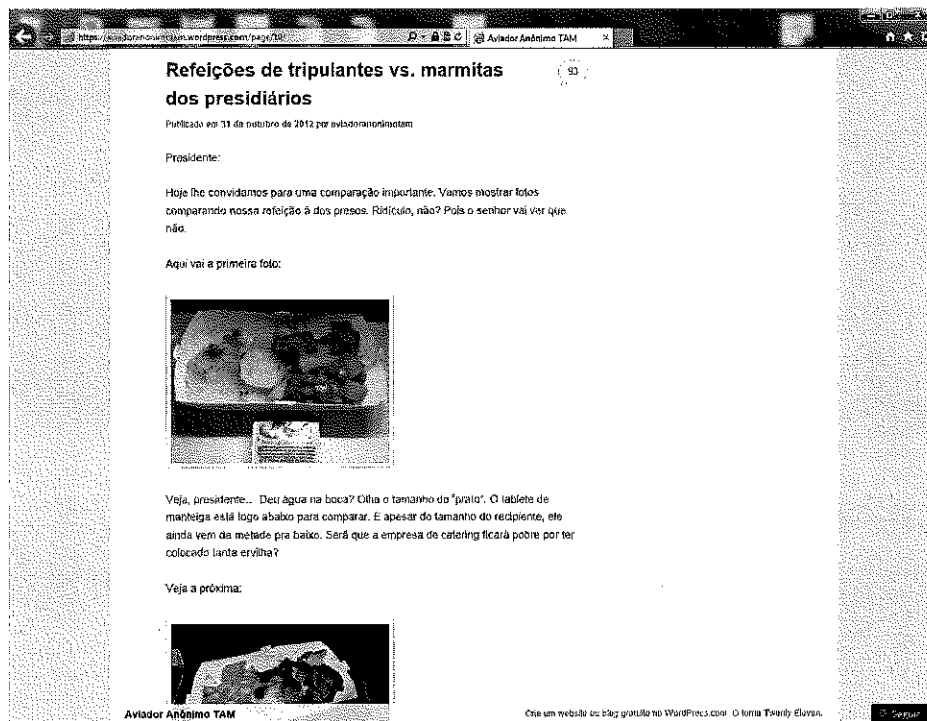 Aviador Anônimo TAM
Refeições de tripulantes vs. marmitas
93
dos presidiários
Publicado em 31 de outubro de 2012 por aviadoranonimotam
Presidente:
Hoje lhe convidamos para uma comparação importante. Vamos mostrar fotos
comparando nossa refeição à dos presos. Ridículo, não? Pois o senhor vai ver que
não.
Aqui vai a primeira foto:
Veja, presidente... Deu água na boca? Olha o tamanho do "prato". O tablete de
manteiga está logo abaixo para comparar. E apesar do tamanho do recipiente, ele
ainda vem da metade pra baixo. Será que a empresa de catering ficará pobre por ter
colocado tanta ervilha?
Veja a próxima:
Aviador Anônimo TAM
Crie um website ou blog gratuito no WordPress.com. O tema Twenty Eleven.
Seguir